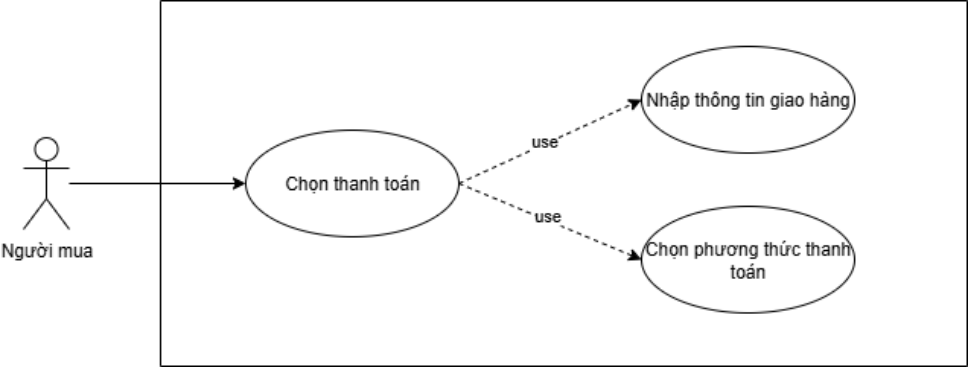 Nhập thông tin giao hàng
use
Chọn thanh toán
use
Người mua
Chọn phương thức thanh
toán